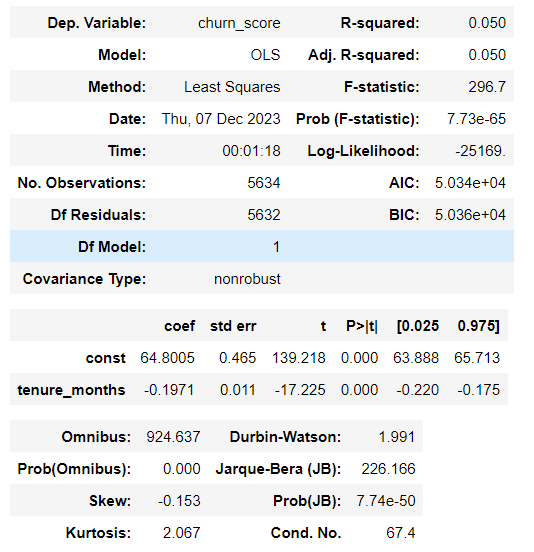 Dep. Variable: churn_score R-squared: 0.050
Model: OLS Adj. R-squared: 0.050
Method: Least Squares F-statistic: 296.7
Date: Thu, 07 Dec 2023 Prob (F-statistic): 7.73e-65
Time: 00:01:18 Log-Likelihood: -25169.
No. Observations: 5634 AIC: 5.034e+04
Df Residuals: 5632 BIC: 5.036e+04
Df Model: 1
Covariance Type: nonrobust
coef std err t P>|t| [0.025 0.975]
const 64.8005 0.465 139.218 0.000 63.888 65.713
tenure_months -0.1971 0.011 -17.225 0.000 -0.220 -0.175
Omnibus: 924.637 Durbin-Watson: 1.991
Prob(Omnibus): 0.000 Jarque-Bera (JB): 226.166
Skew: -0.153 Prob(JB): 7.74e-50
Kurtosis: 2.067 Cond. No. 67.4